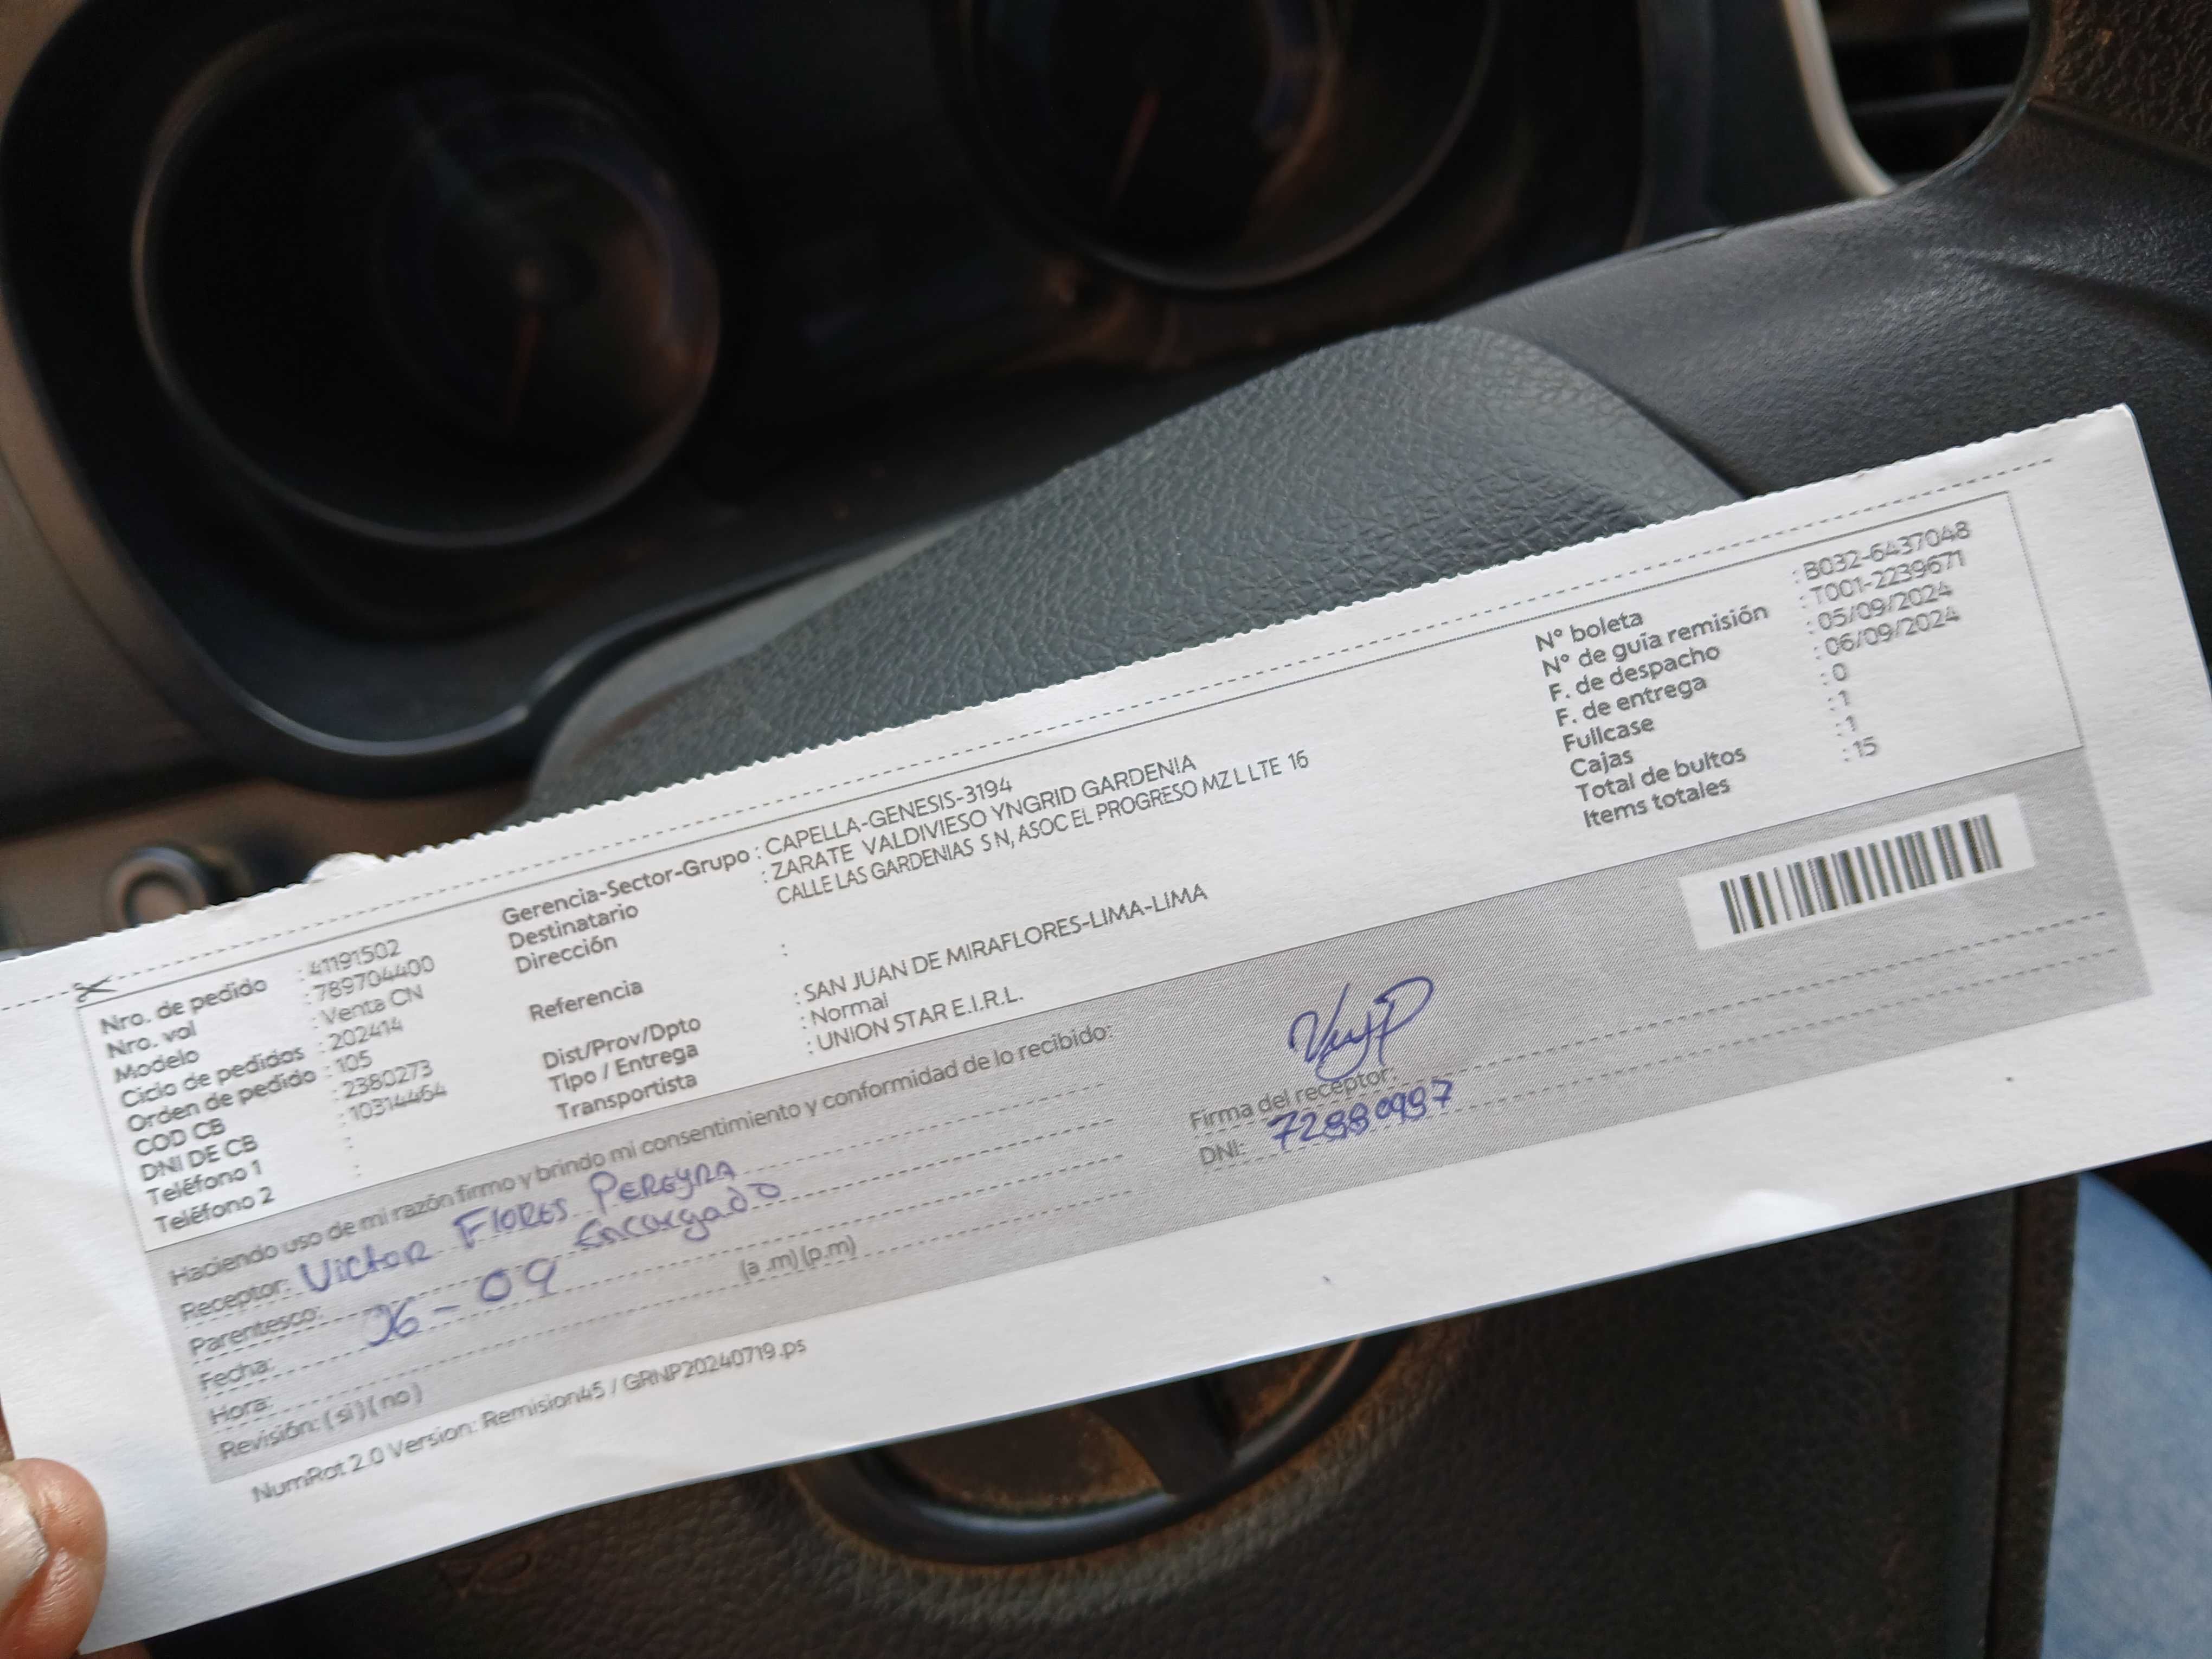 Nro. de pedido : 41191502
Nro. vol : 789704400
Modelo : Venta CN
Ciclo de pedidos : 202414
Orden de pedido : 105
COD CB : 2380273
DNI DE CB : 10314464
Teléfono 1 :
Teléfono 2 :
Gerencia-Sector-Grupo : CAPELLA-GENESIS-3194
Destinatario : ZARATE VALDIVIESO YNGRID GARDENIA
Dirección CALLE LAS GARDENIAS S N, ASOC EL PROGRESO MZ L LTE 16
Referencia :
Dist/Prov/Dpto : SAN JUAN DE MIRAFLORES-LIMA-LIMA
Tipo / Entrega : Normal
Transportista : UNION STAR E.I.R.L.
N° boleta : B032-6437048
N° de guía remisión : T001-2239671
F. de despacho : 05/09/2024
F. de entrega : 06/09/2024
Fullcase : 0
Cajas : 1
Total de bultos : 1
Items totales : 15
Haciendo uso de mi razón firmo y brindo mi consentimiento y conformidad de lo recibido:
Receptor: Victor Flores Pereyra
Parentesco: Encargado
Fecha: 06-09
Hora: (a .m) (p.m)
Revisión: ( si ) ( no )
Firma del receptor:
DNI: 72880997
NumRot 2.0 Version: Remision45 / GRNP20240719.ps